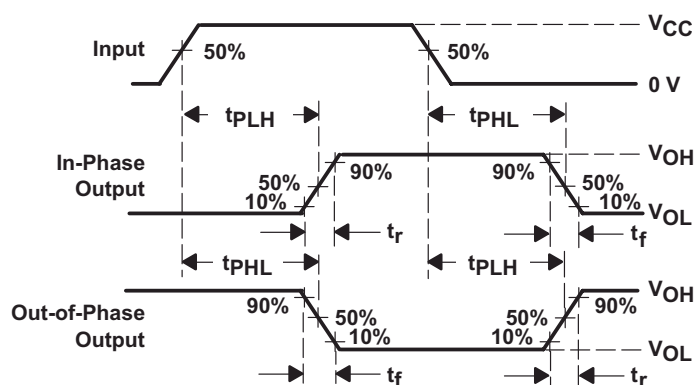 VCC
Input
50%
50%
0 V
tPLH
tPHL
In-Phase
Output
VOH
90%
90%
50%
50%
10%
10%
VOL
tr
tf
tPHL
tPLH
Out-of-Phase
Output
VOH
90%
90%
50%
50%
10%
10%
VOL
tf
tr